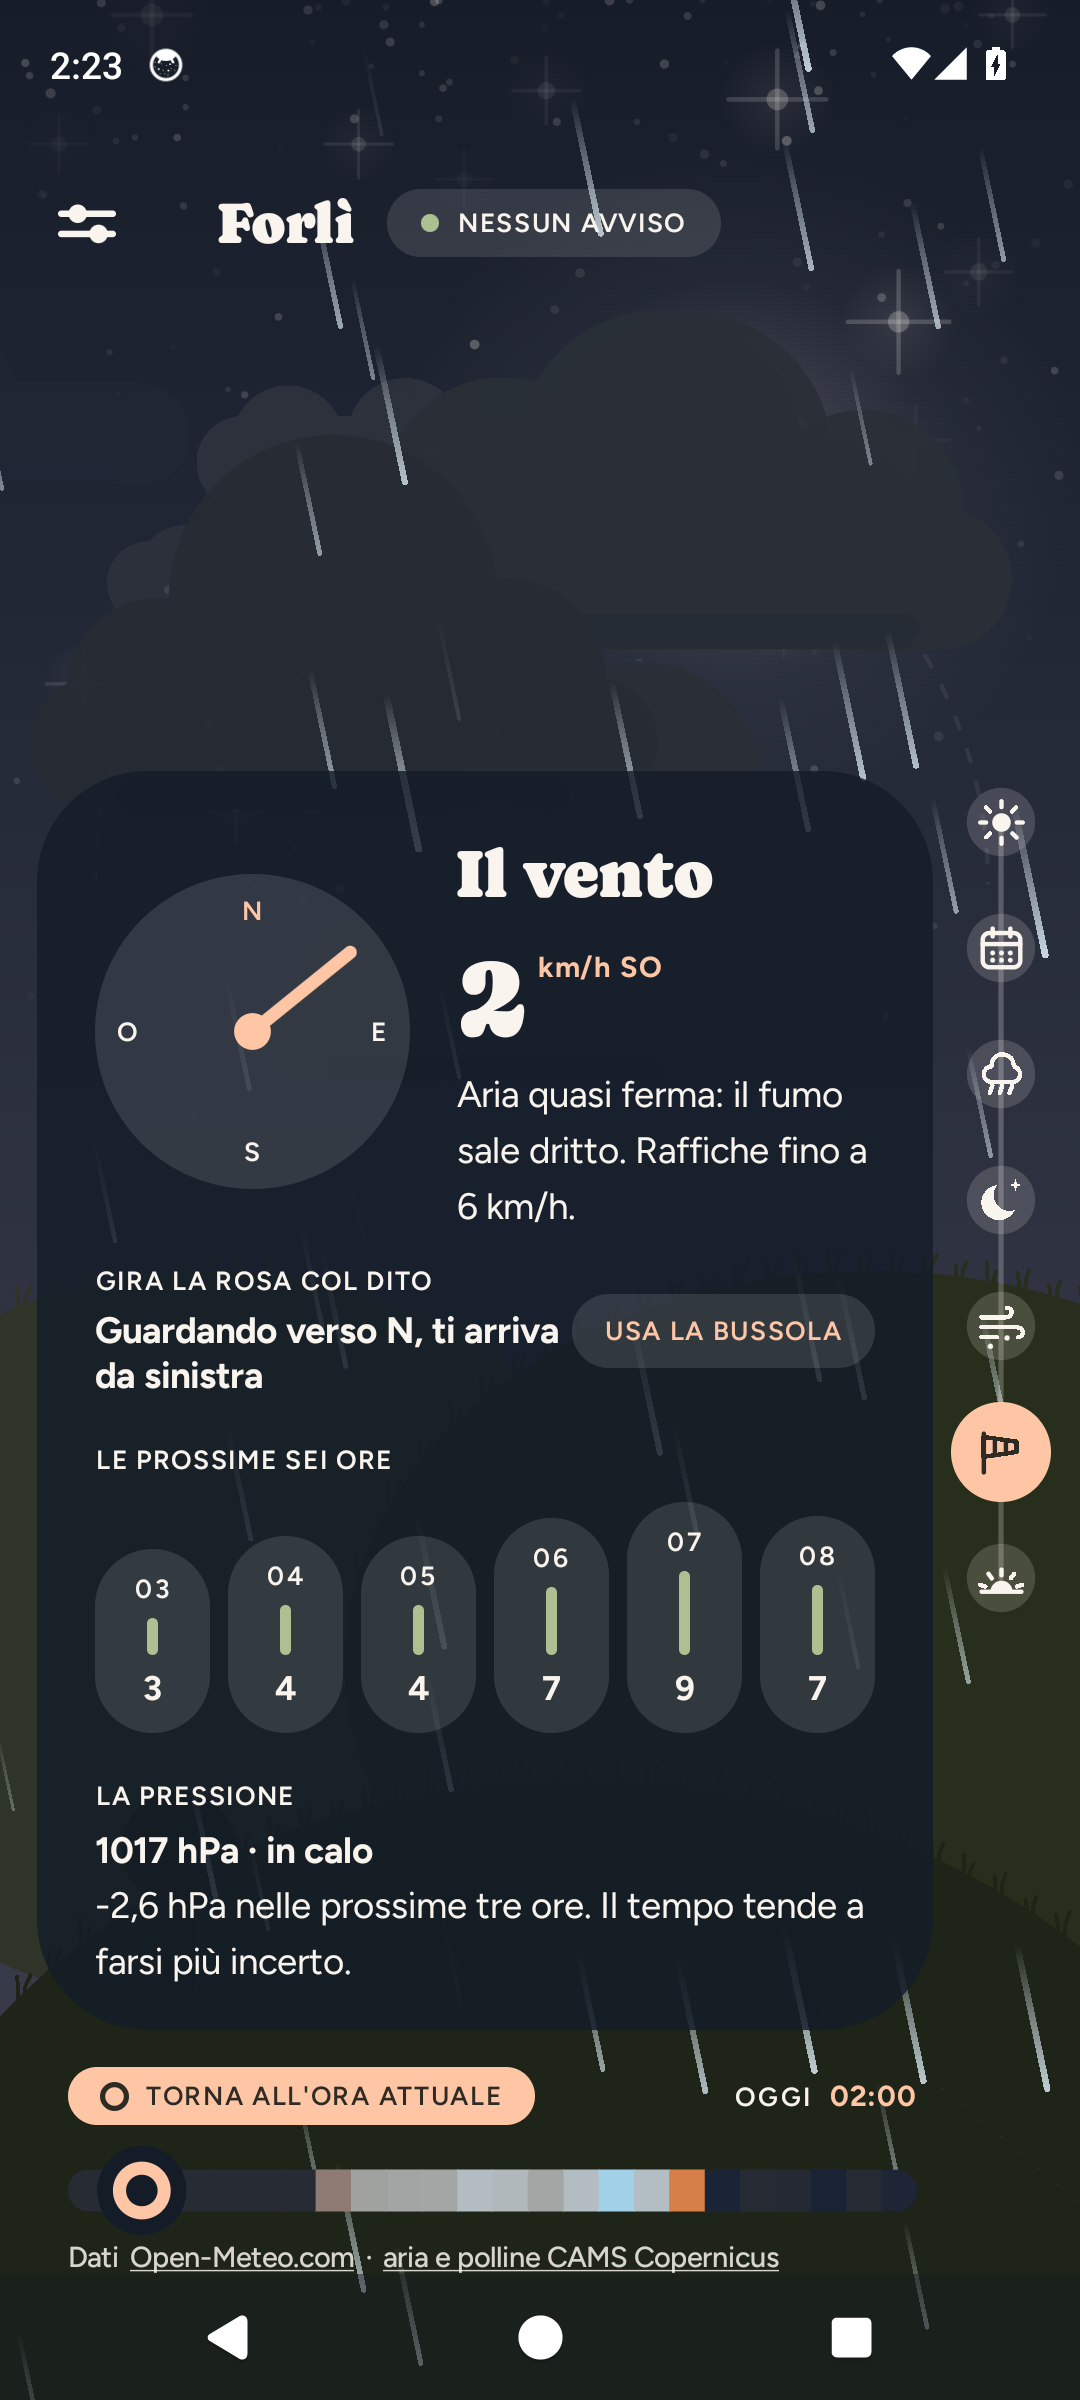 2:23
Forlì
NESSUN AVVISO
Il vento
N
O
E
S
2 km/h SO
Aria quasi ferma: il fumo
sale dritto. Raffiche fino a
6 km/h.
GIRA LA ROSA COL DITO
Guardando verso N, ti arriva
da sinistra
USA LA BUSSOLA
LE PROSSIME SEI ORE
03 04 05 06 07 08
3 4 4 7 9 7
LA PRESSIONE
1017 hPa · in calo
-2,6 hPa nelle prossime tre ore. Il tempo tende a
farsi più incerto.
TORNA ALL'ORA ATTUALE
OGGI 02:00
Dati Open-Meteo.com · aria e polline CAMS Copernicus